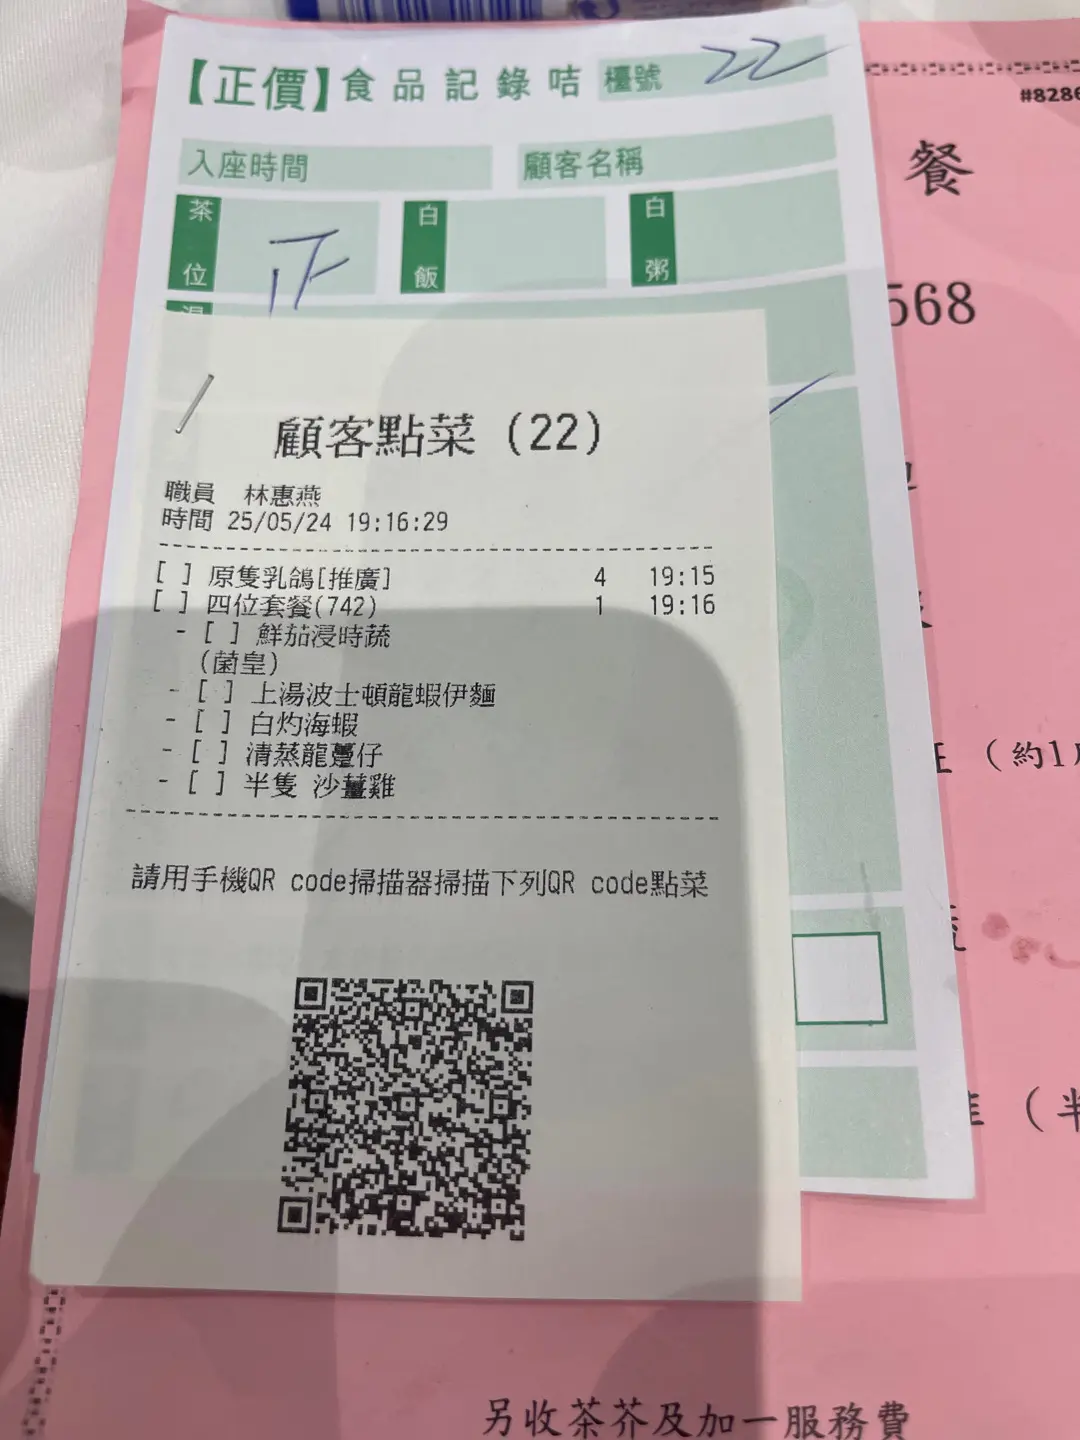 【正價】食品記錄咭 檯號 22
#8286
入座時間 顧客名稱
餐
茶位 白飯 白粥
568
顧客點菜 (22)
職員 林惠燕
時間 25/05/24 19:16:29
[ ] 原隻乳鴿[推廣] 4 19:15
[ ] 四位套餐(742) 1 19:16
- [ ] 鮮茄浸時蔬
(菌皇)
- [ ] 上湯波士頓龍蝦伊麵
- [ ] 白灼海蝦
- [ ] 清蒸龍躉仔
- [ ] 半隻 沙薑雞
(約1
請用手機QR code掃描器掃描下列QR code點菜
(半
另收茶芥及加一服務費